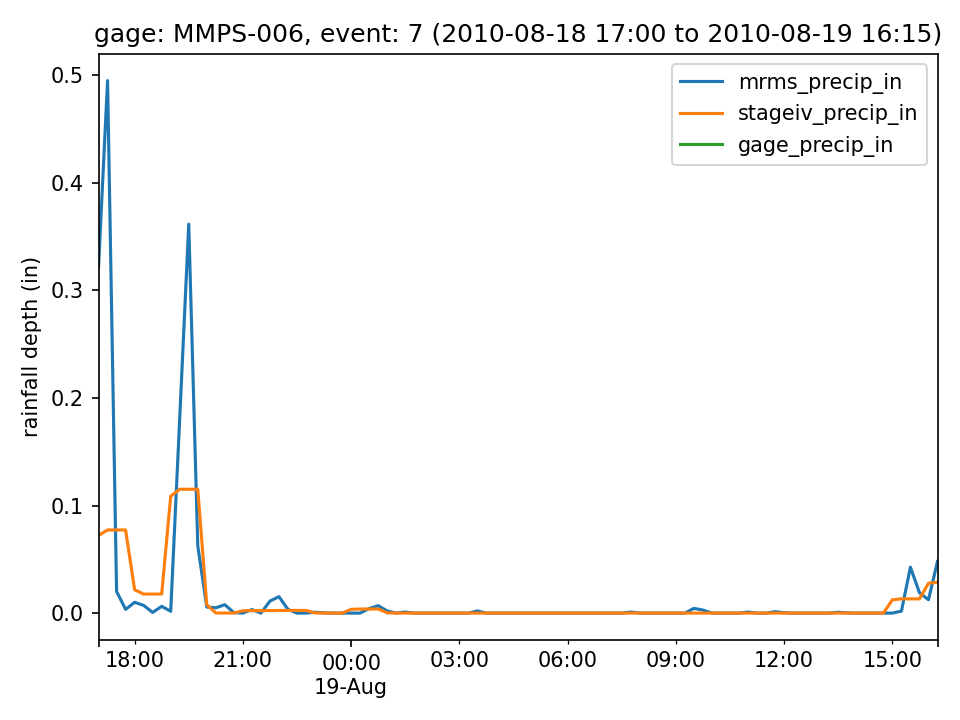 gage: MMPS-006, event: 7 (2010-08-18 17:00 to 2010-08-19 16:15)
mrms_precip_in
stageiv_precip_in
gage_precip_in
rainfall depth (in)
0.5
0.4
0.3
0.2
0.1
0.0
18:00 21:00 00:00 03:00 06:00 09:00 12:00 15:00
19-Aug